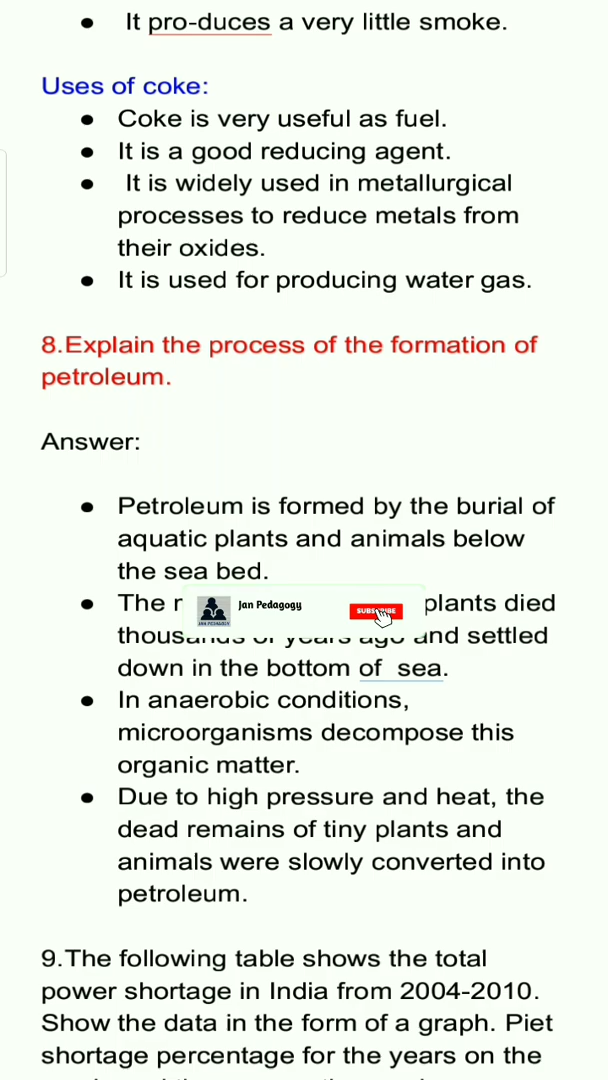 • It pro-duces a very little smoke.
Uses of coke:
• Coke is very useful as fuel.
• It is a good reducing agent.
• It is widely used in metallurgical
processes to reduce metals from
their oxides.
• It is used for producing water gas.
8.Explain the process of the formation of
petroleum.
Answer:
• Petroleum is formed by the burial of
aquatic plants and animals below
the sea bed.
• The plants died
Jan Pedagogy
SUBSCRIBE
JAN PEDAGOGY
and settled
down in the bottom of sea.
• In anaerobic conditions,
microorganisms decompose this
organic matter.
• Due to high pressure and heat, the
dead remains of tiny plants and
animals were slowly converted into
petroleum.
9.The following table shows the total
power shortage in India from 2004-2010.
Show the data in the form of a graph. Piet
shortage percentage for the years on the